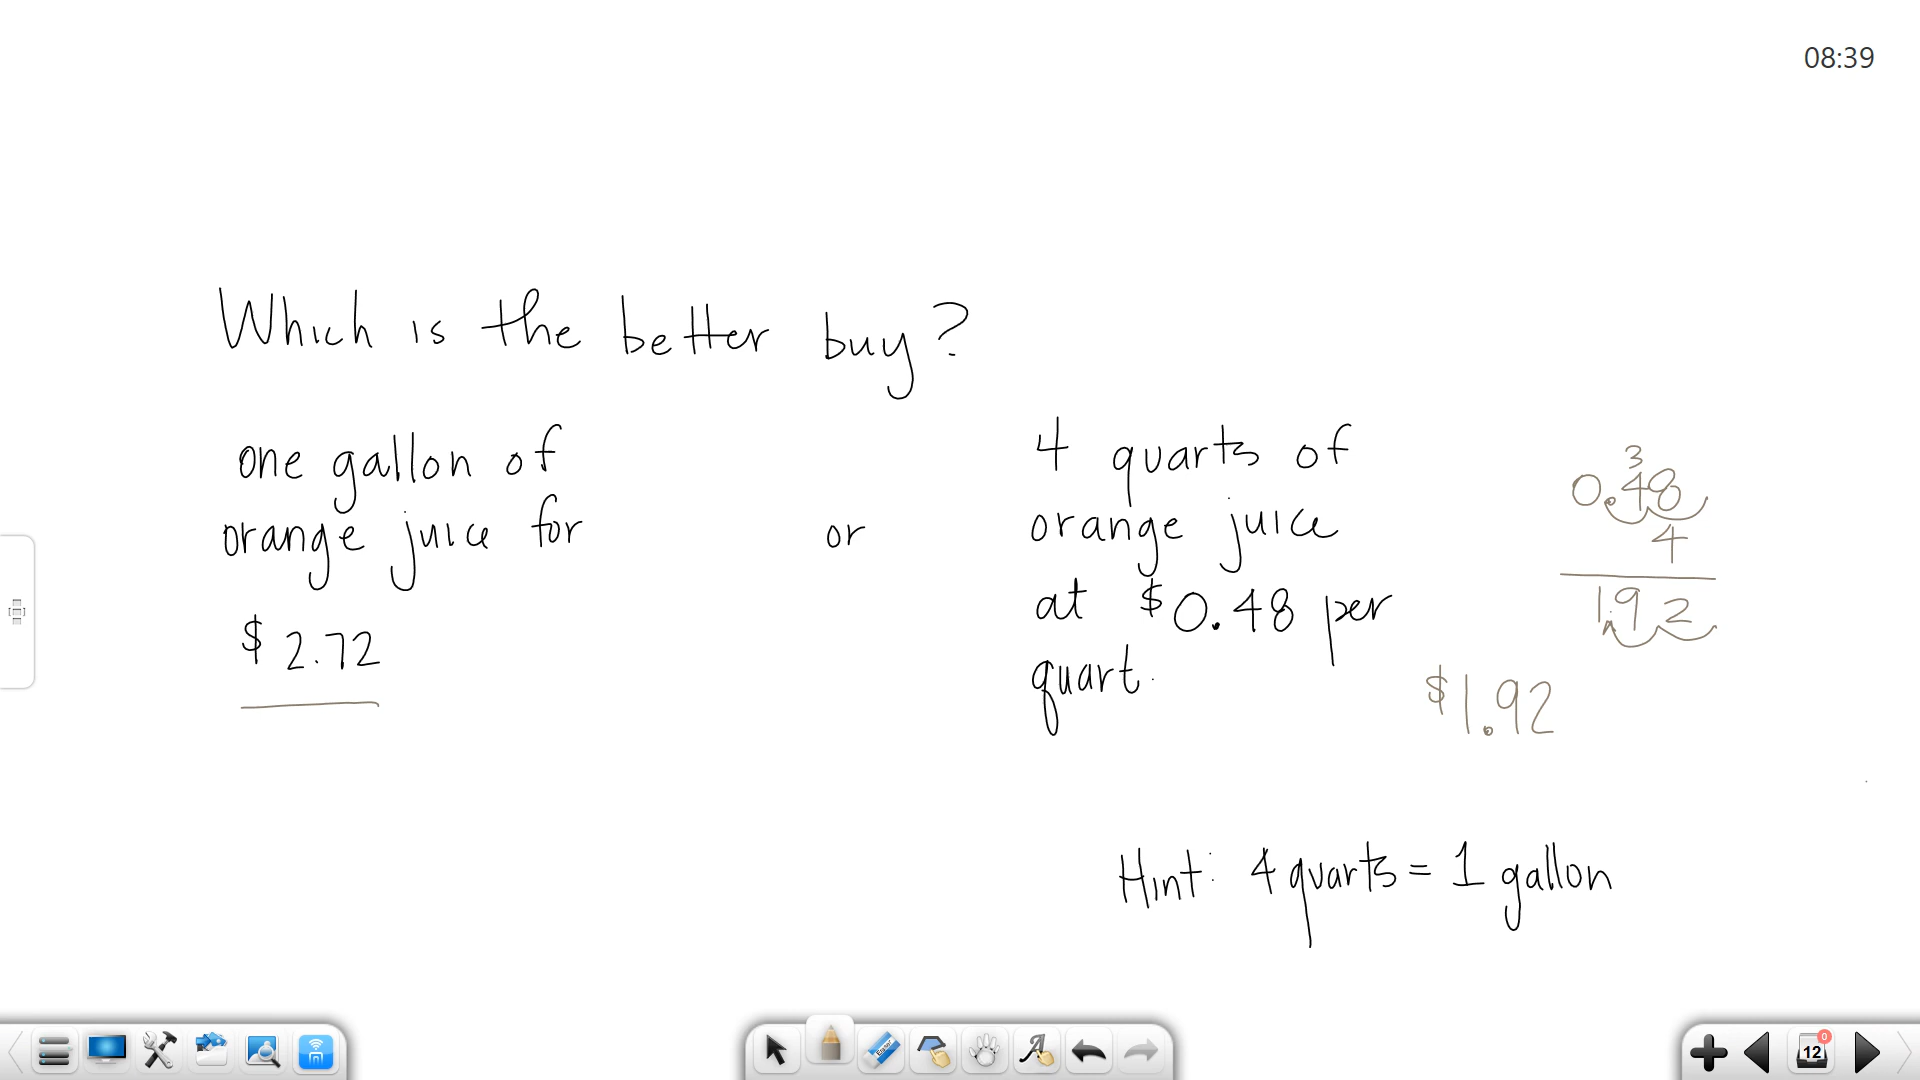 08:39
Which is the better buy?
one gallon of
orange juice for
$ 2.72
or
4 quarts of
orange juice
at $0.48 per
quart.
3
0.48
4
1.92
$1.92
Hint: 4 quarts = 1 gallon
Eraser
A
0
12